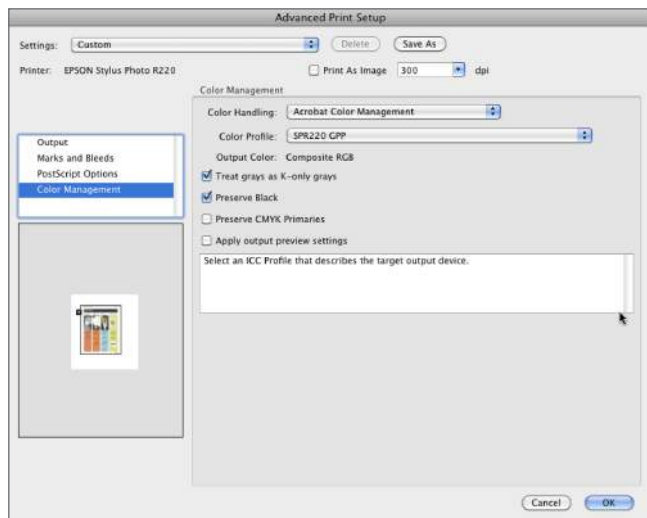 Advanced Print Setup
Settings: Custom Delete Save As
Printer: EPSON Stylus Photo R220 Print As Image 300 dpi
Color Management
Color Handling: Acrobat Color Management
Color Profile: SPR220 GPP
Output Color: Composite RGB
Treat grays as K-only grays
Preserve Black
Preserve CMYK Primaries
Apply output preview settings
Select an ICC Profile that describes the target output device.
Output
Marks and Bleeds
PostScript Options
Color Management
Cancel OK